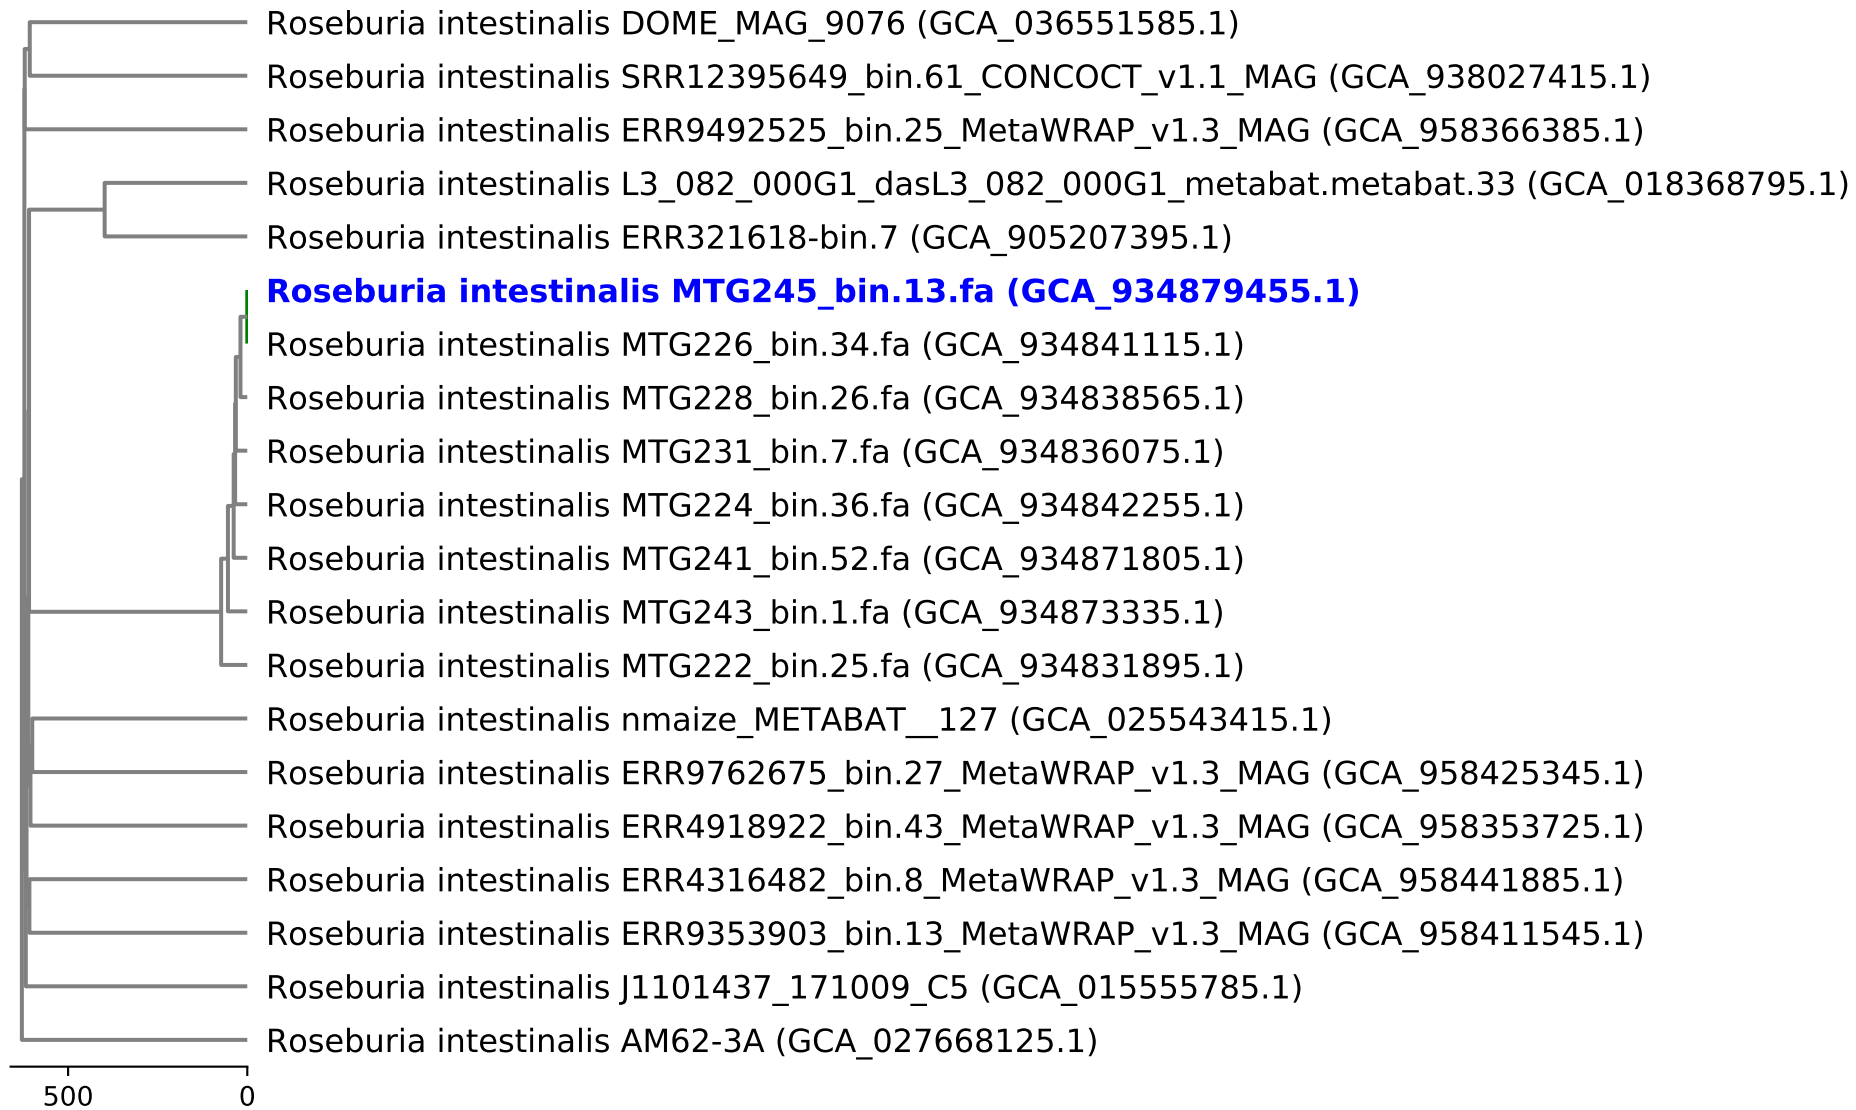 Roseburia intestinalis DOME_MAG_9076 (GCA_036551585.1)
Roseburia intestinalis SRR12395649_bin.61_CONCOCT_v1.1_MAG (GCA_938027415.1)
Roseburia intestinalis ERR9492525_bin.25_MetaWRAP_v1.3_MAG (GCA_958366385.1)
Roseburia intestinalis L3_082_000G1_dasL3_082_000G1_metabat.metabat.33 (GCA_018368795.1)
Roseburia intestinalis ERR321618-bin.7 (GCA_905207395.1)
Roseburia intestinalis MTG245_bin.13.fa (GCA_934879455.1)
Roseburia intestinalis MTG226_bin.34.fa (GCA_934841115.1)
Roseburia intestinalis MTG228_bin.26.fa (GCA_934838565.1)
Roseburia intestinalis MTG231_bin.7.fa (GCA_934836075.1)
Roseburia intestinalis MTG224_bin.36.fa (GCA_934842255.1)
Roseburia intestinalis MTG241_bin.52.fa (GCA_934871805.1)
Roseburia intestinalis MTG243_bin.1.fa (GCA_934873335.1)
Roseburia intestinalis MTG222_bin.25.fa (GCA_934831895.1)
Roseburia intestinalis nmaize_METABAT__127 (GCA_025543415.1)
Roseburia intestinalis ERR9762675_bin.27_MetaWRAP_v1.3_MAG (GCA_958425345.1)
Roseburia intestinalis ERR4918922_bin.43_MetaWRAP_v1.3_MAG (GCA_958353725.1)
Roseburia intestinalis ERR4316482_bin.8_MetaWRAP_v1.3_MAG (GCA_958441885.1)
Roseburia intestinalis ERR9353903_bin.13_MetaWRAP_v1.3_MAG (GCA_958411545.1)
Roseburia intestinalis J1101437_171009_C5 (GCA_015555785.1)
Roseburia intestinalis AM62-3A (GCA_027668125.1)
500 0